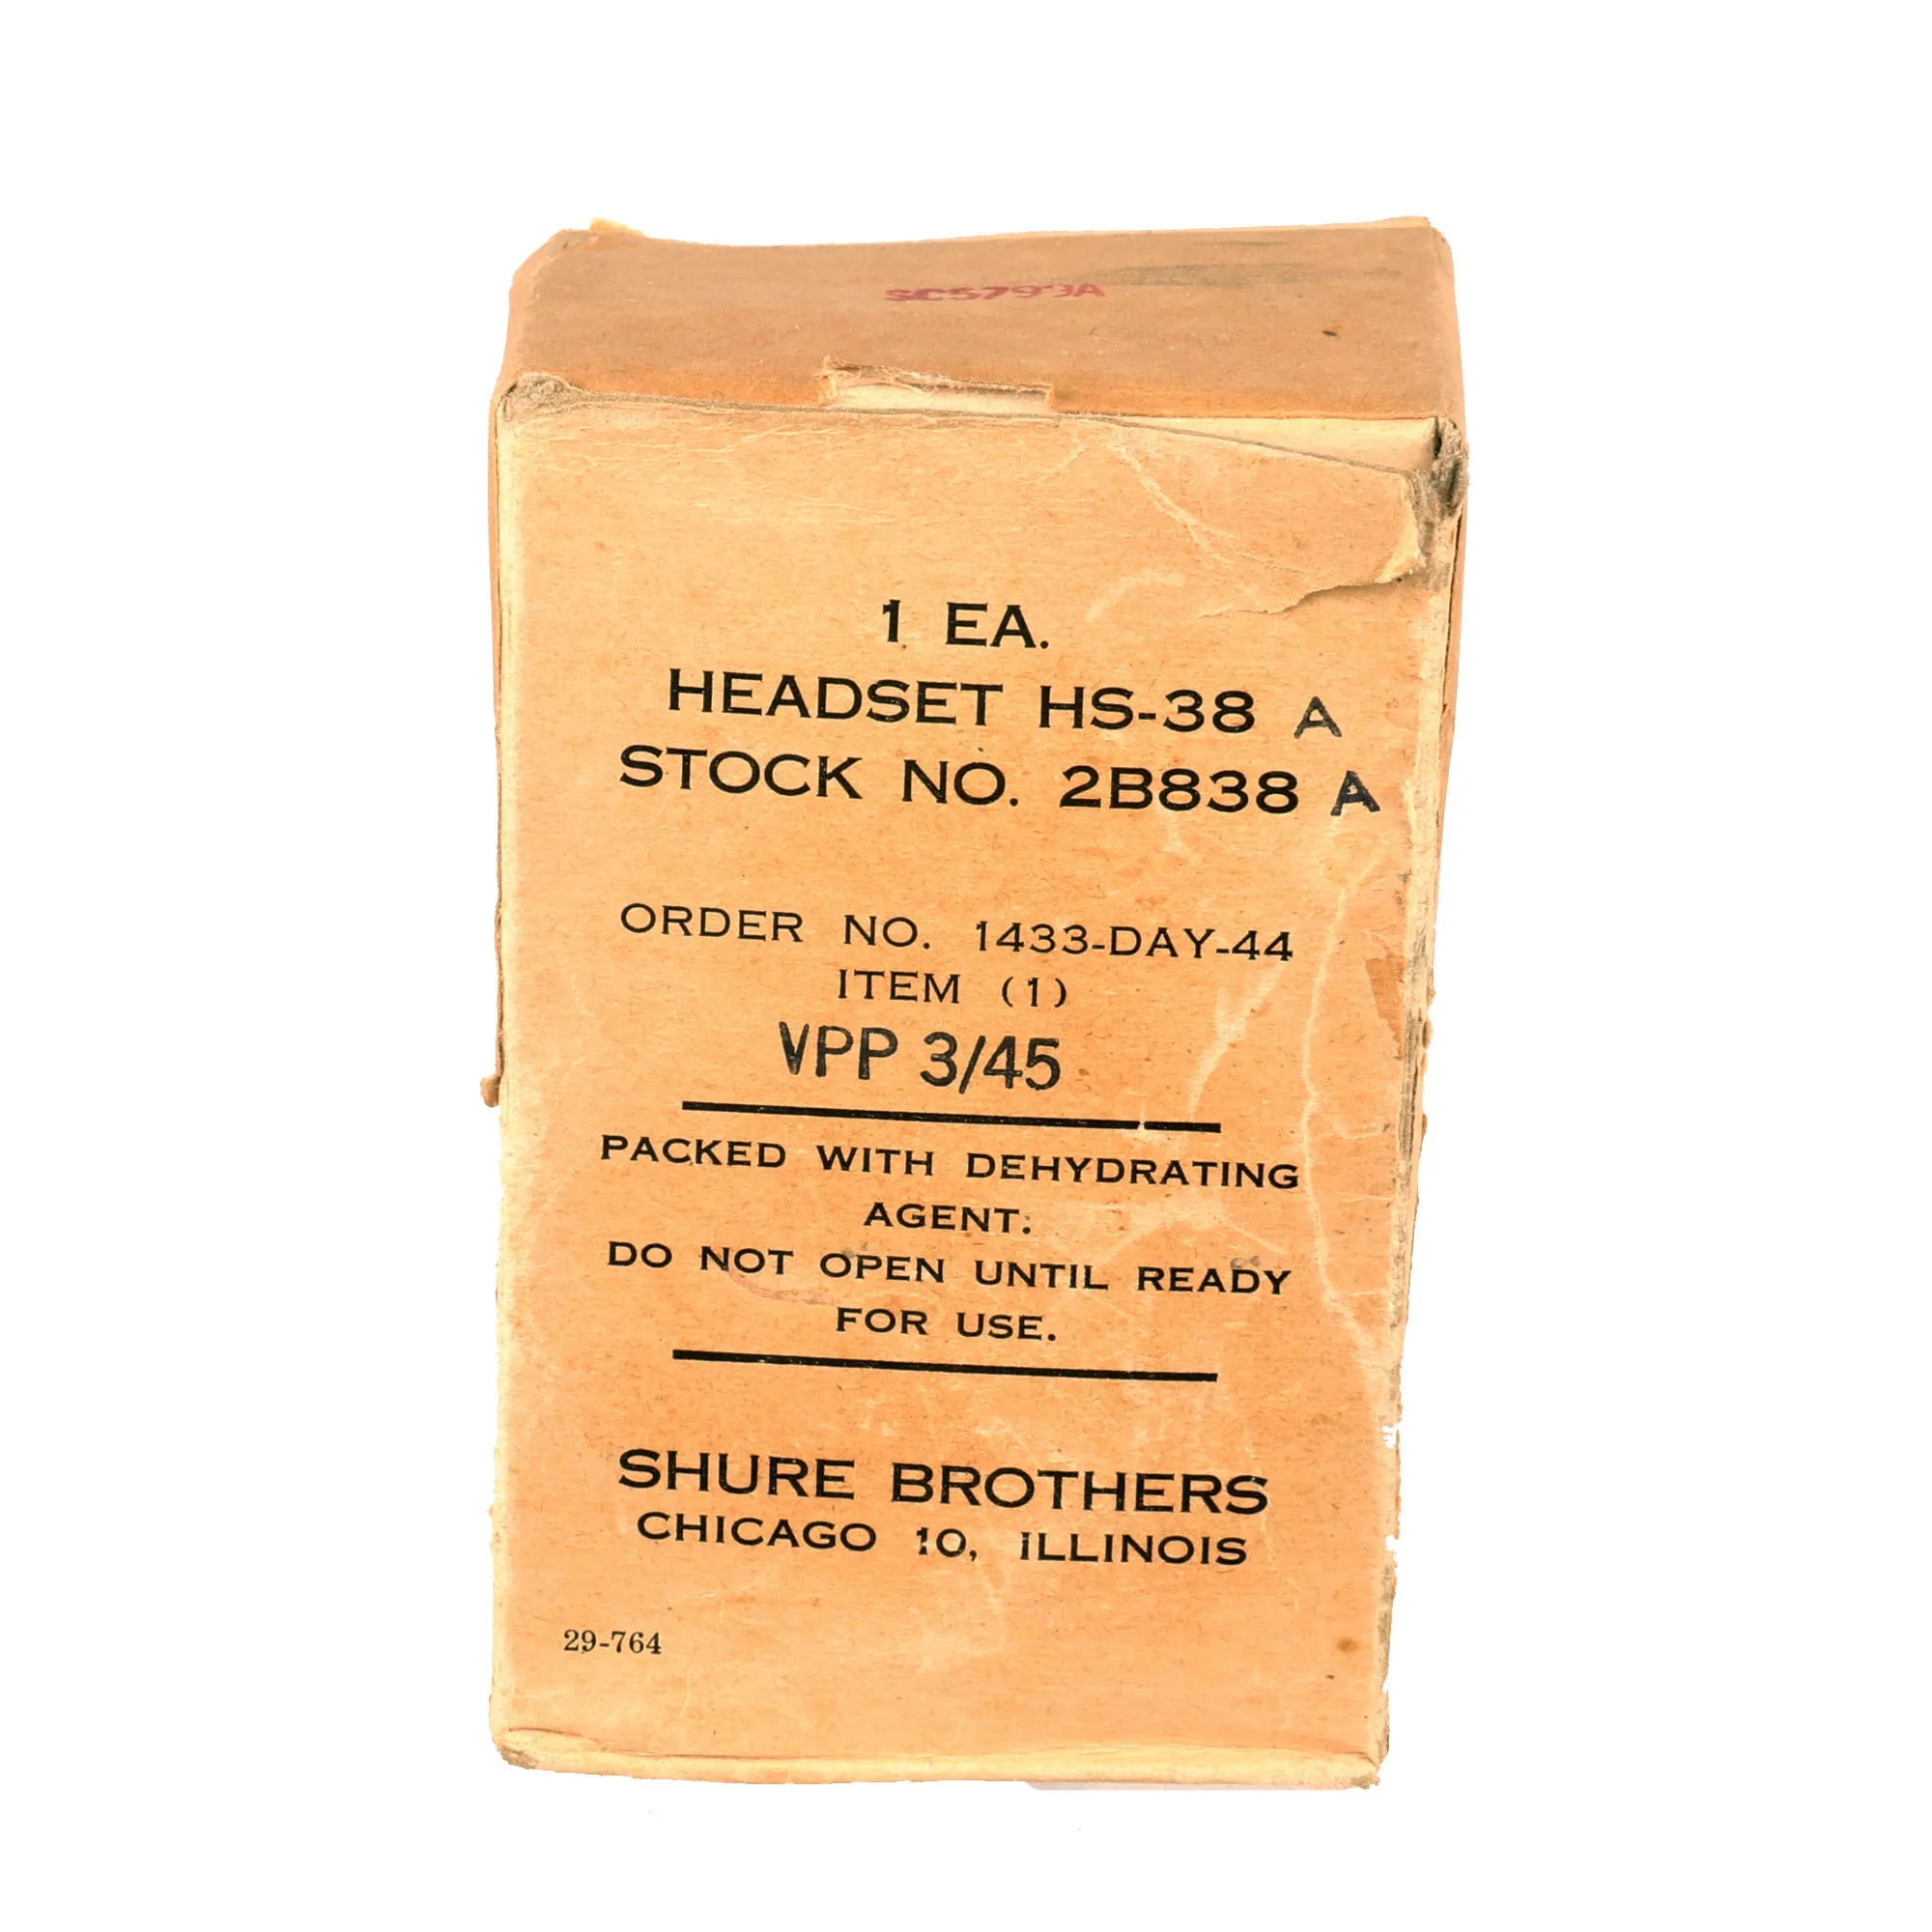 SC5799A
1 EA.
HEADSET HS-38 A
STOCK NO. 2B838 A
ORDER NO. 1433-DAY-44
ITEM (1)
VPP 3/45
PACKED WITH DEHYDRATING
AGENT.
DO NOT OPEN UNTIL READY
FOR USE.
SHURE BROTHERS
CHICAGO 10, ILLINOIS
29-764